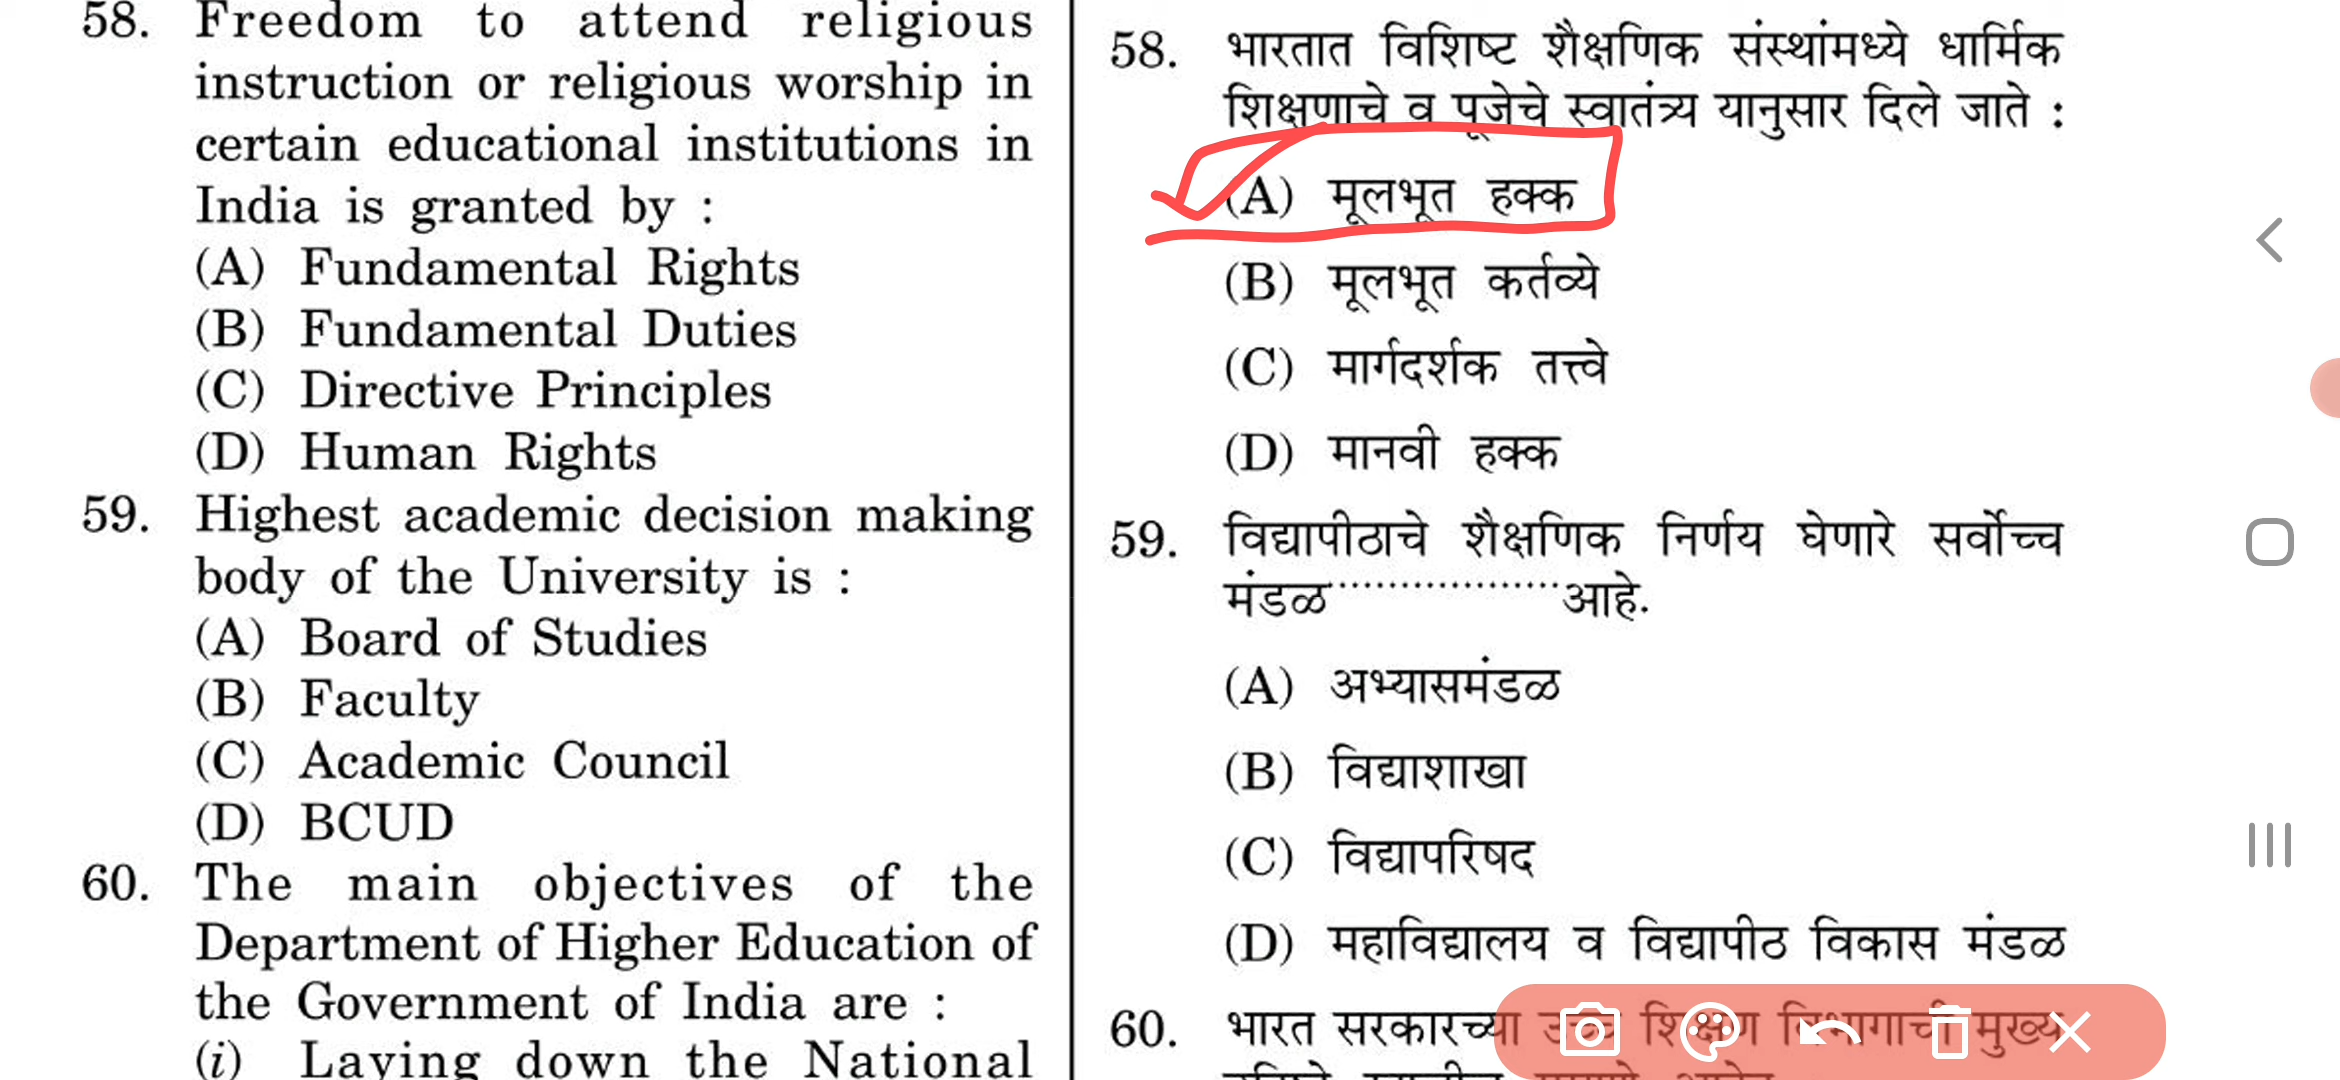 58. Freedom to attend religious
instruction or religious worship in
certain educational institutions in
India is granted by :
(A) Fundamental Rights
(B) Fundamental Duties
(C) Directive Principles
(D) Human Rights
59. Highest academic decision making
body of the University is :
(A) Board of Studies
(B) Faculty
(C) Academic Council
(D) BCUD
60. The main objectives of the
Department of Higher Education of
the Government of India are :
(i) Laying down the National
58. भारतात विशिष्ट शैक्षणिक संस्थांमध्ये धार्मिक
शिक्षणाचे व पूजेचे स्वातंत्र्य यानुसार दिले जाते :
(A) मूलभूत हक्क
(B) मूलभूत कर्तव्ये
(C) मार्गदर्शक तत्त्वे
(D) मानवी हक्क
59. विद्यापीठाचे शैक्षणिक निर्णय घेणारे सर्वोच्च
मंडळ....................आहे.
(A) अभ्यासमंडळ
(B) विद्याशाखा
(C) विद्यापरिषद
(D) महाविद्यालय व विद्यापीठ विकास मंडळ
60. भारत सरकारच्या उच्च शिक्षण विभागाची मुख्य